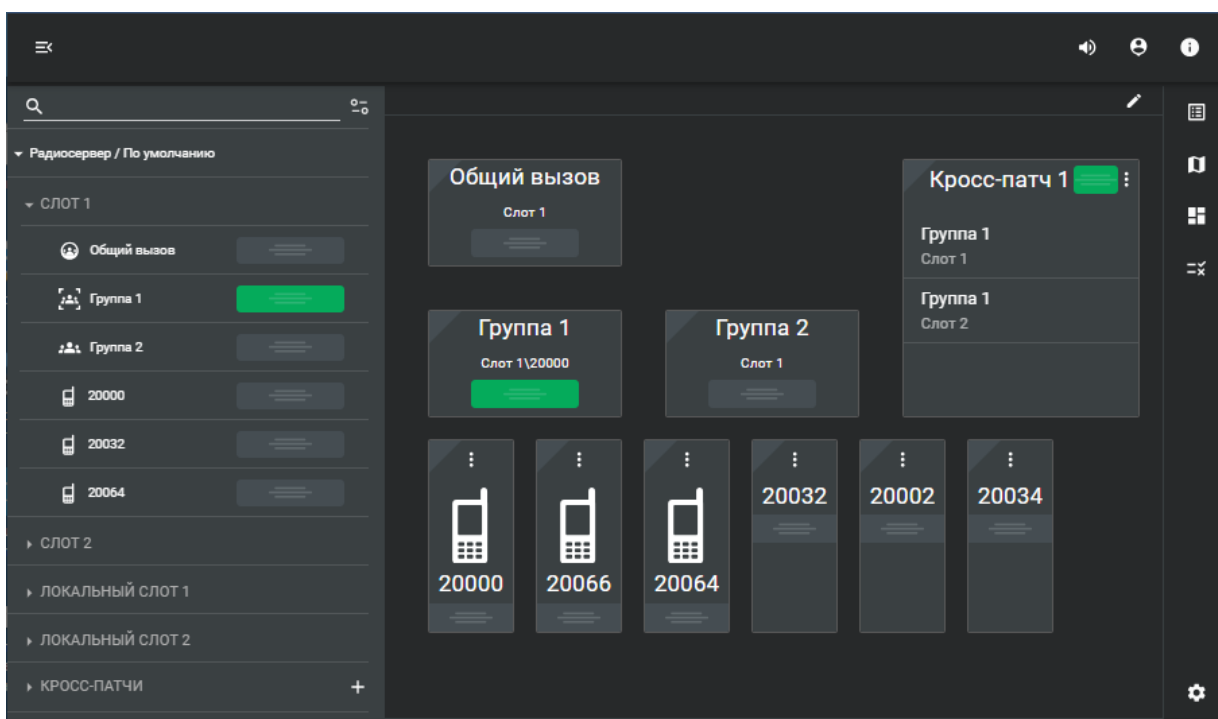 Радиосервер / По умолчанию
СЛОТ 1
Общий вызов
Группа 1
Группа 2
20000
20032
20064
СЛОТ 2
ЛОКАЛЬНЫЙ СЛОТ 1
ЛОКАЛЬНЫЙ СЛОТ 2
КРОСС-ПАТЧИ +
Общий вызов
Слот 1
Кросс-патч 1
Группа 1
Слот 1
Группа 1
Слот 2
Группа 1
Слот 1\20000
Группа 2
Слот 1
20000
20066
20064
20032
20002
20034